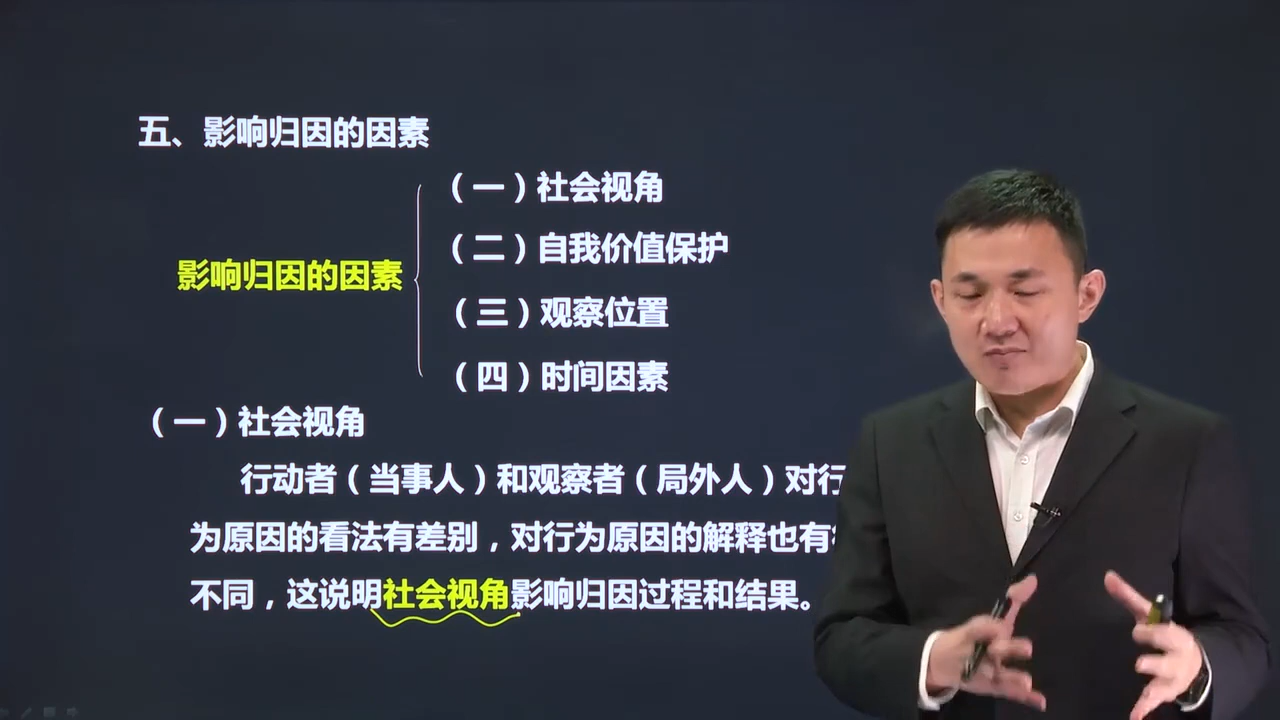 五、影响归因的因素
（一）社会视角
（二）自我价值保护
影响归因的因素
（三）观察位置
（四）时间因素
（一）社会视角
行动者（当事人）和观察者（局外人）对行
为原因的看法有差别，对行为原因的解释也有
不同，这说明社会视角影响归因过程和结果。